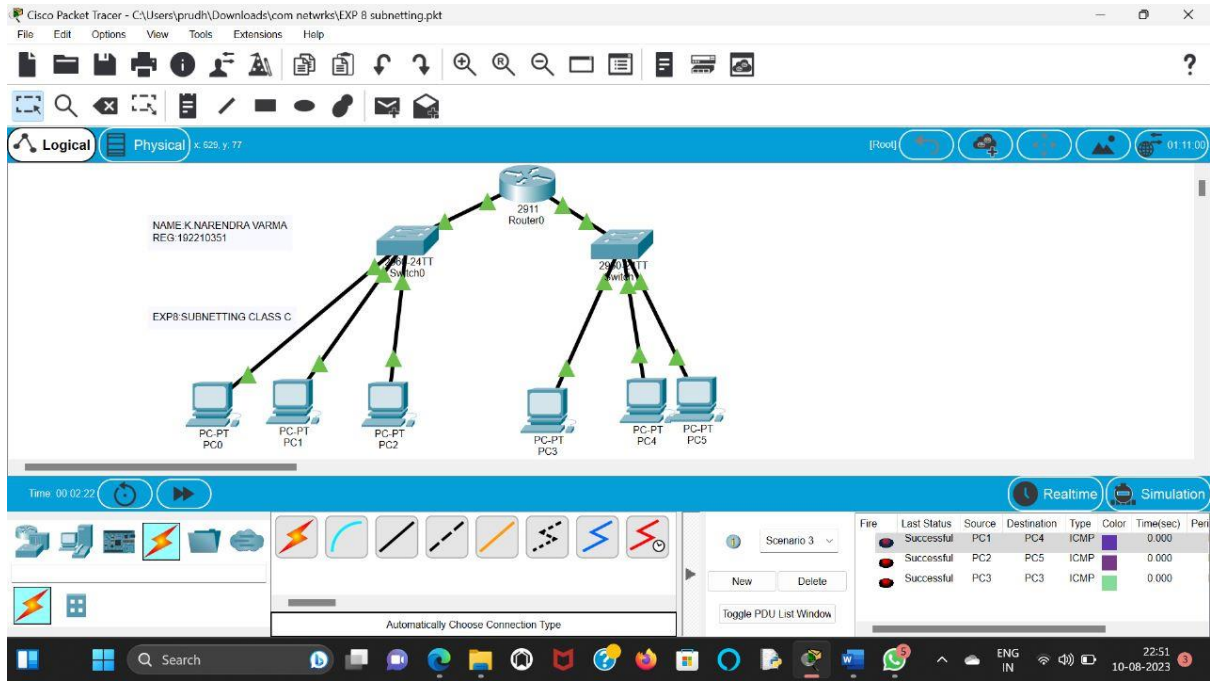 Cisco Packet Tracer - C:\Users\prudh\Downloads\com netwrks\EXP 8 subnetting.pkt
File Edit Options View Tools Extensions Help
Logical Physical x: 629, y: 77 [Root] 01:11:00
2911
Router0
NAME:K.NARENDRA VARMA
REG:192210351
-24TT
Switch0
EXP8:SUBNETTING CLASS C
PC-PT
PC0
PC-PT
PC1
PC-PT
PC2
PC-PT
PC3
PC-PT
PC4
PC-PT
PC5
Time: 00:02:22 Realtime Simulation
Scenario 3
New Delete
Toggle PDU List Window
Fire Last Status Source Destination Type Color Time(sec) Peri
Successful PC1 PC4 ICMP 0.000
Successful PC2 PC5 ICMP 0.000
Successful PC3 PC3 ICMP 0.000
Automatically Choose Connection Type
Search
ENG
IN
22:51
10-08-2023